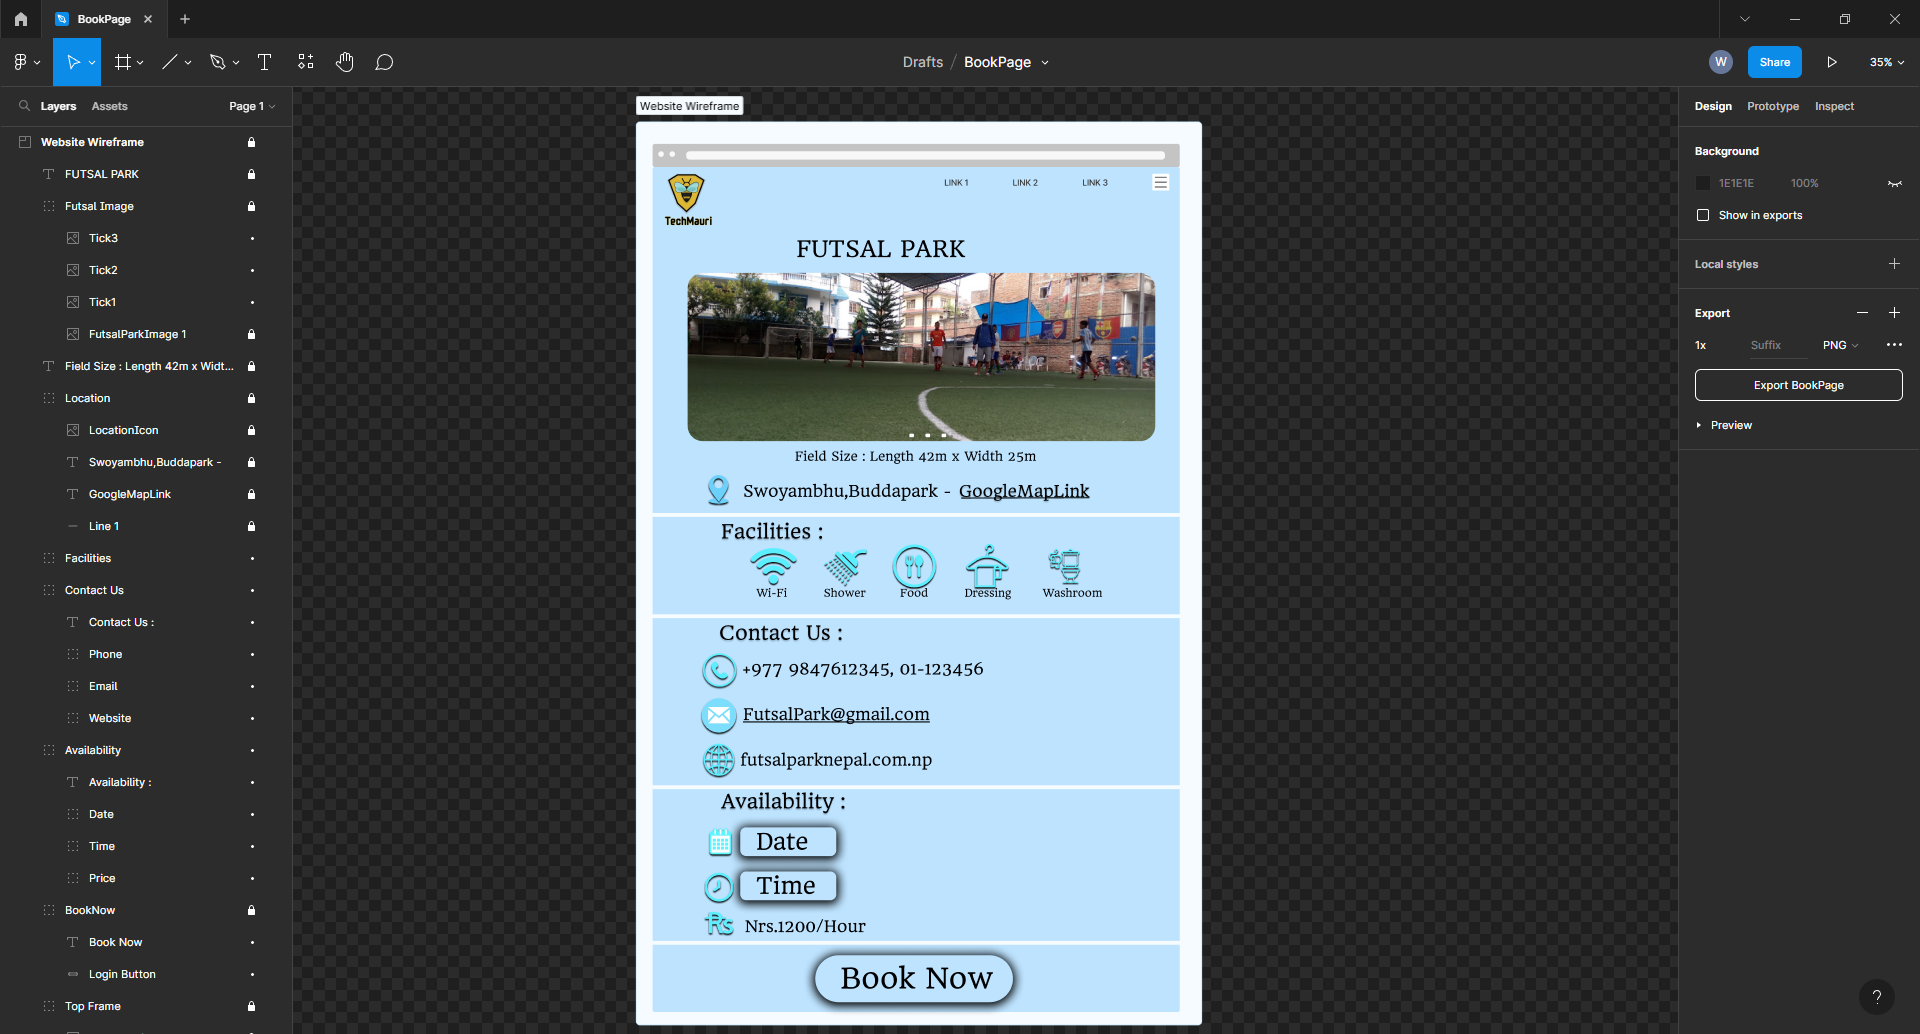 BookPage
Drafts / BookPage
W
Share
35%
Layers
Assets
Page 1
Website Wireframe
FUTSAL PARK
Futsal Image
Tick3
Tick2
Tick1
FutsalParkImage 1
Field Size : Length 42m x Widt...
Location
LocationIcon
Swoyambhu,Buddapark -
GoogleMapLink
Line 1
Facilities
Contact Us
Contact Us :
Phone
Email
Website
Availability
Availability :
Date
Time
Price
BookNow
Book Now
Login Button
Top Frame
Website Wireframe
LINK 1
LINK 2
LINK 3
TechMauri
FUTSAL PARK
Field Size : Length 42m x Width 25m
Swoyambhu,Buddapark - GoogleMapLink
Facilities :
Wi-Fi
Shower
Food
Dressing
Washroom
Contact Us :
+977 9847612345, 01-123456
FutsalPark@gmail.com
futsalparknepal.com.np
Availability :
Date
Time
Rs Nrs.1200/Hour
Book Now
Design
Prototype
Inspect
Background
1E1E1E
100%
Show in exports
Local styles
Export
1x
Suffix
PNG
Export BookPage
Preview
?